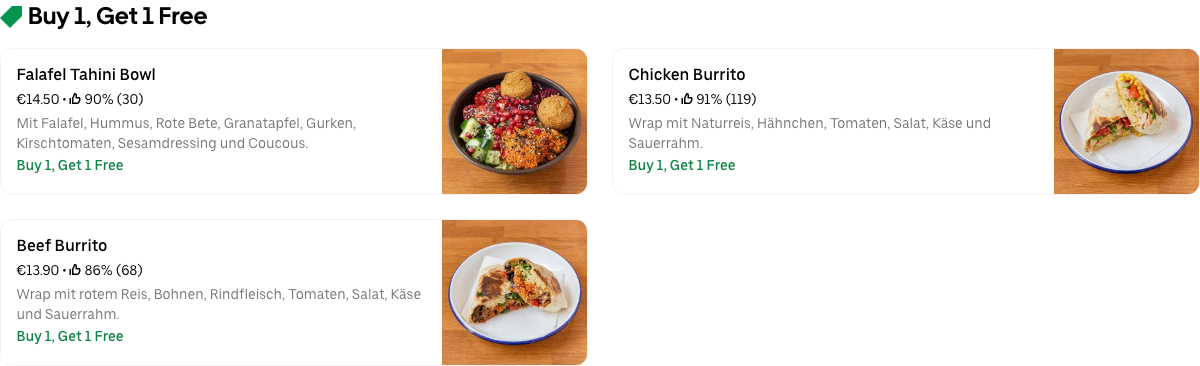 Buy 1, Get 1 Free
Falafel Tahini Bowl
€14.50 • 90% (30)
Mit Falafel, Hummus, Rote Bete, Granatapfel, Gurken,
Kirschtomaten, Sesamdressing und Coucous.
Buy 1, Get 1 Free
Chicken Burrito
€13.50 • 91% (119)
Wrap mit Naturreis, Hähnchen, Tomaten, Salat, Käse und
Sauerrahm.
Buy 1, Get 1 Free
Beef Burrito
€13.90 • 86% (68)
Wrap mit rotem Reis, Bohnen, Rindfleisch, Tomaten, Salat, Käse
und Sauerrahm.
Buy 1, Get 1 Free